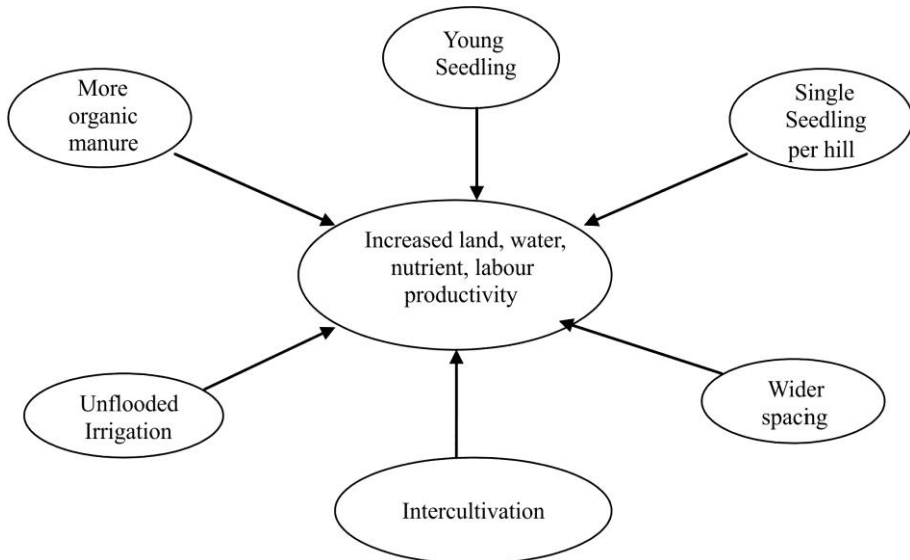 Young
Seedling
More
organic
manure
Single
Seedling
per hill
Increased land, water,
nutrient, labour
productivity
Unflooded
Irrigation
Wider
spacing
Intercultivation